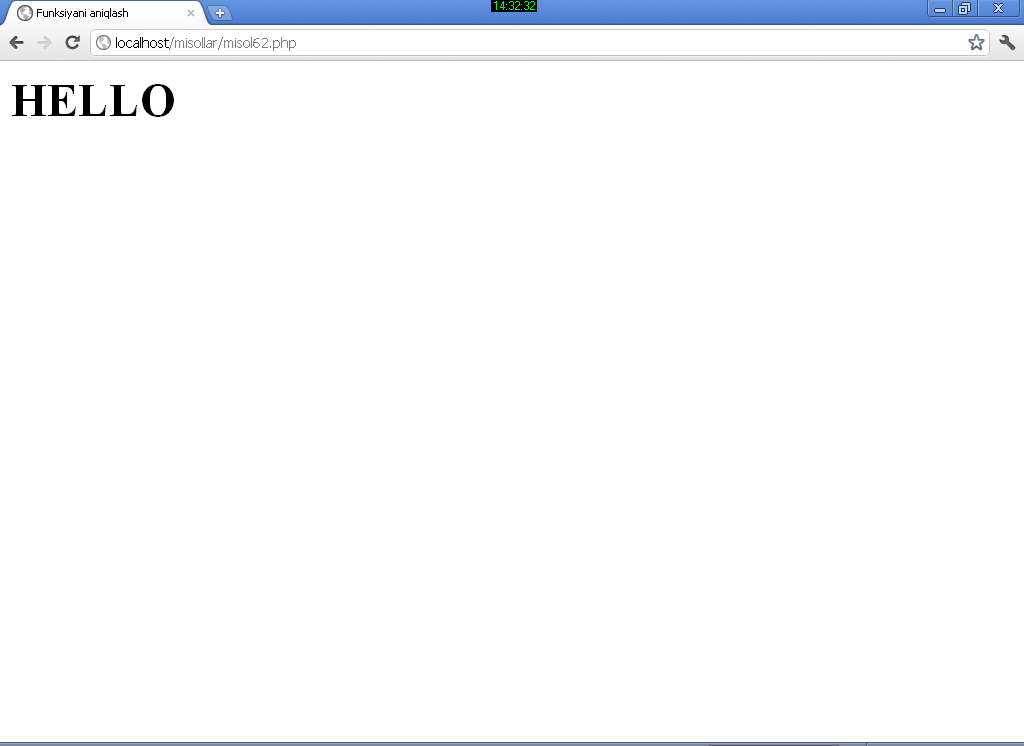 14:32:32
Funksiyani aniqlash
localhost/misollar/misol62.php
HELLO